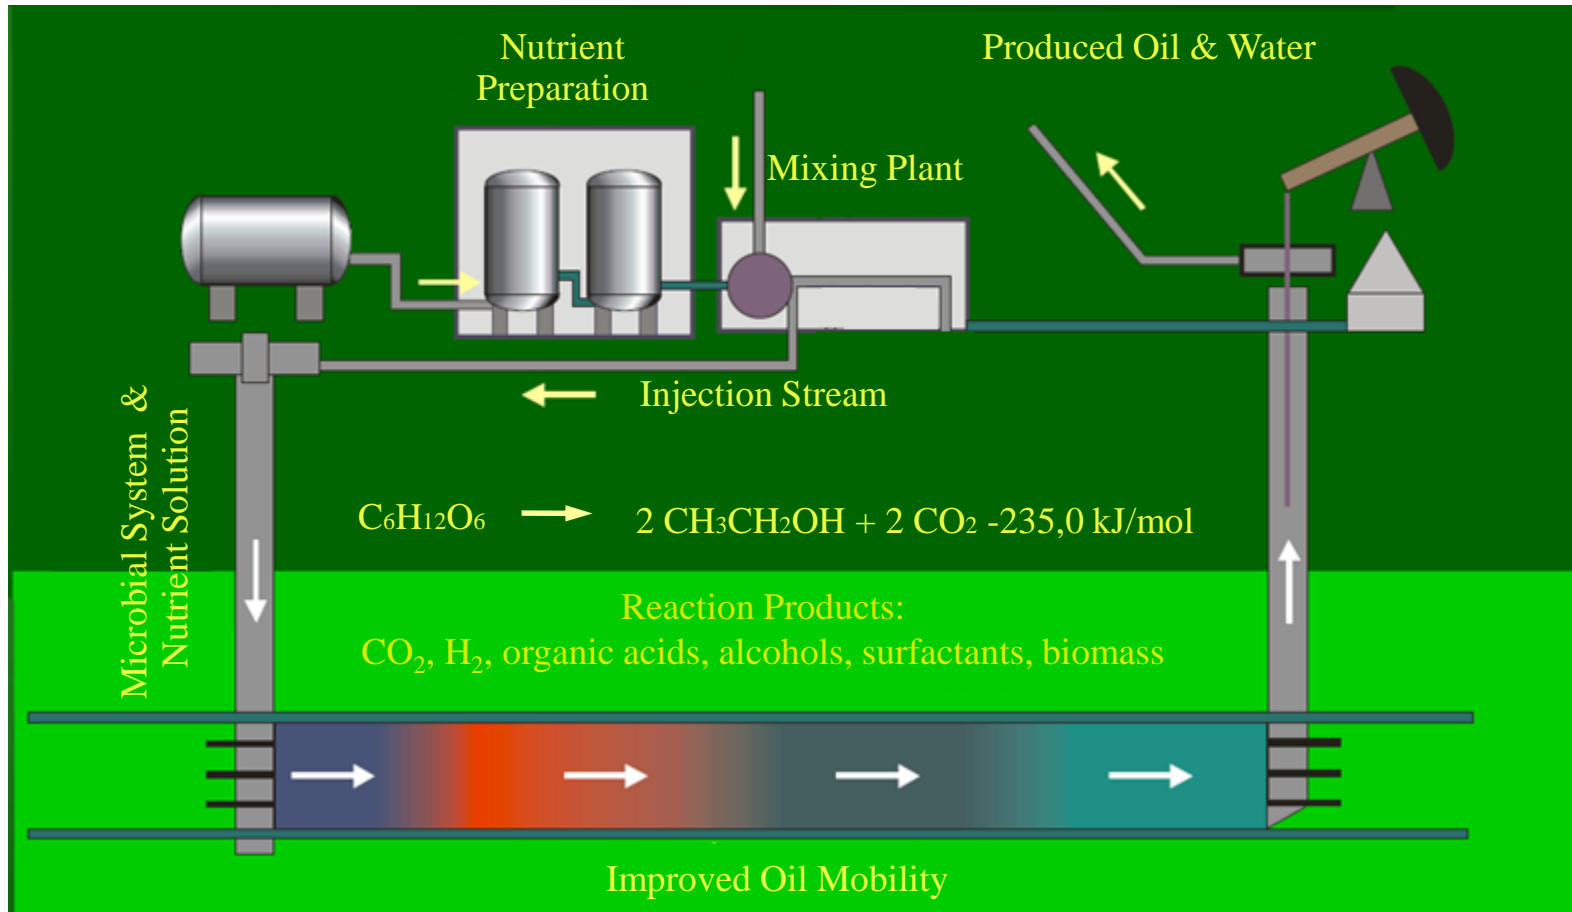 Nutrient
Preparation
Produced Oil & Water
Mixing Plant
Injection Stream
Microbial System &
Nutrient Solution
C₆H₁₂O₆ → 2 CH₃CH₂OH + 2 CO₂ -235,0 kJ/mol
Reaction Products:
CO₂, H₂, organic acids, alcohols, surfactants, biomass
Improved Oil Mobility